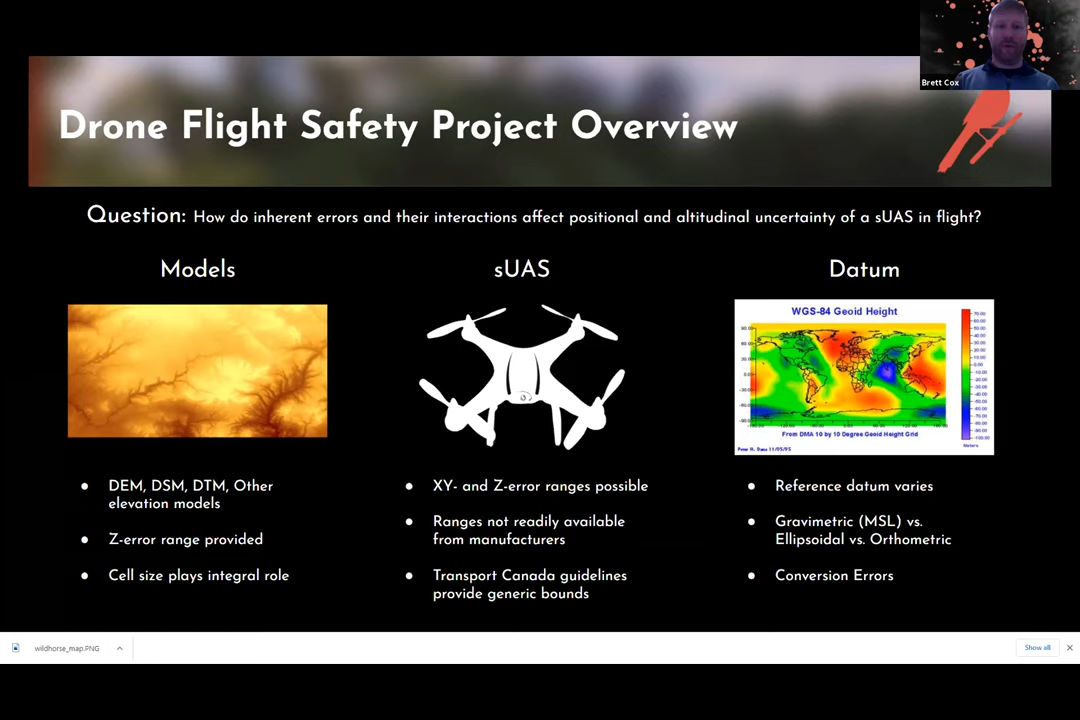 Brett Cox
Drone Flight Safety Project Overview
Question: How do inherent errors and their interactions affect positional and altitudinal uncertainty of a sUAS in flight?
Models
sUAS
Datum
WGS-84 Geoid Height
From DMA 10 by 10 Degree Geoid Height Grid
Meters
● DEM, DSM, DTM, Other
elevation models
● Z-error range provided
● Cell size plays integral role
● XY- and Z-error ranges possible
● Ranges not readily available
from manufacturers
● Transport Canada guidelines
provide generic bounds
● Reference datum varies
● Gravimetric (MSL) vs.
Ellipsoidal vs. Orthometric
● Conversion Errors
wildhorse_map.PNG
Show all